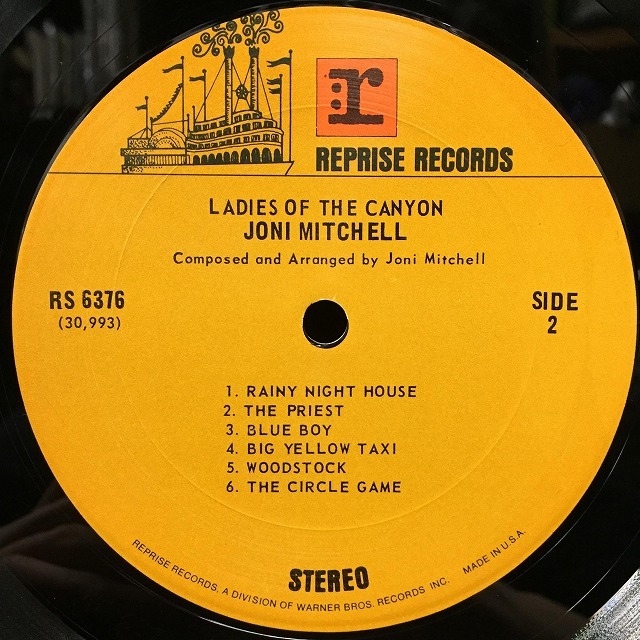 r:
REPRISE RECORDS
LADIES OF THE CANYON
JONI MITCHELL
Composed and Arranged by Joni Mitchell
RS 6376
(30,993)
SIDE
2
1. RAINY NIGHT HOUSE
2. THE PRIEST
3. BLUE BOY
4. BIG YELLOW TAXI
5. WOODSTOCK
6. THE CIRCLE GAME
STEREO
REPRISE RECORDS, A DIVISION OF WARNER BROS. RECORDS INC. MADE IN U.S.A.